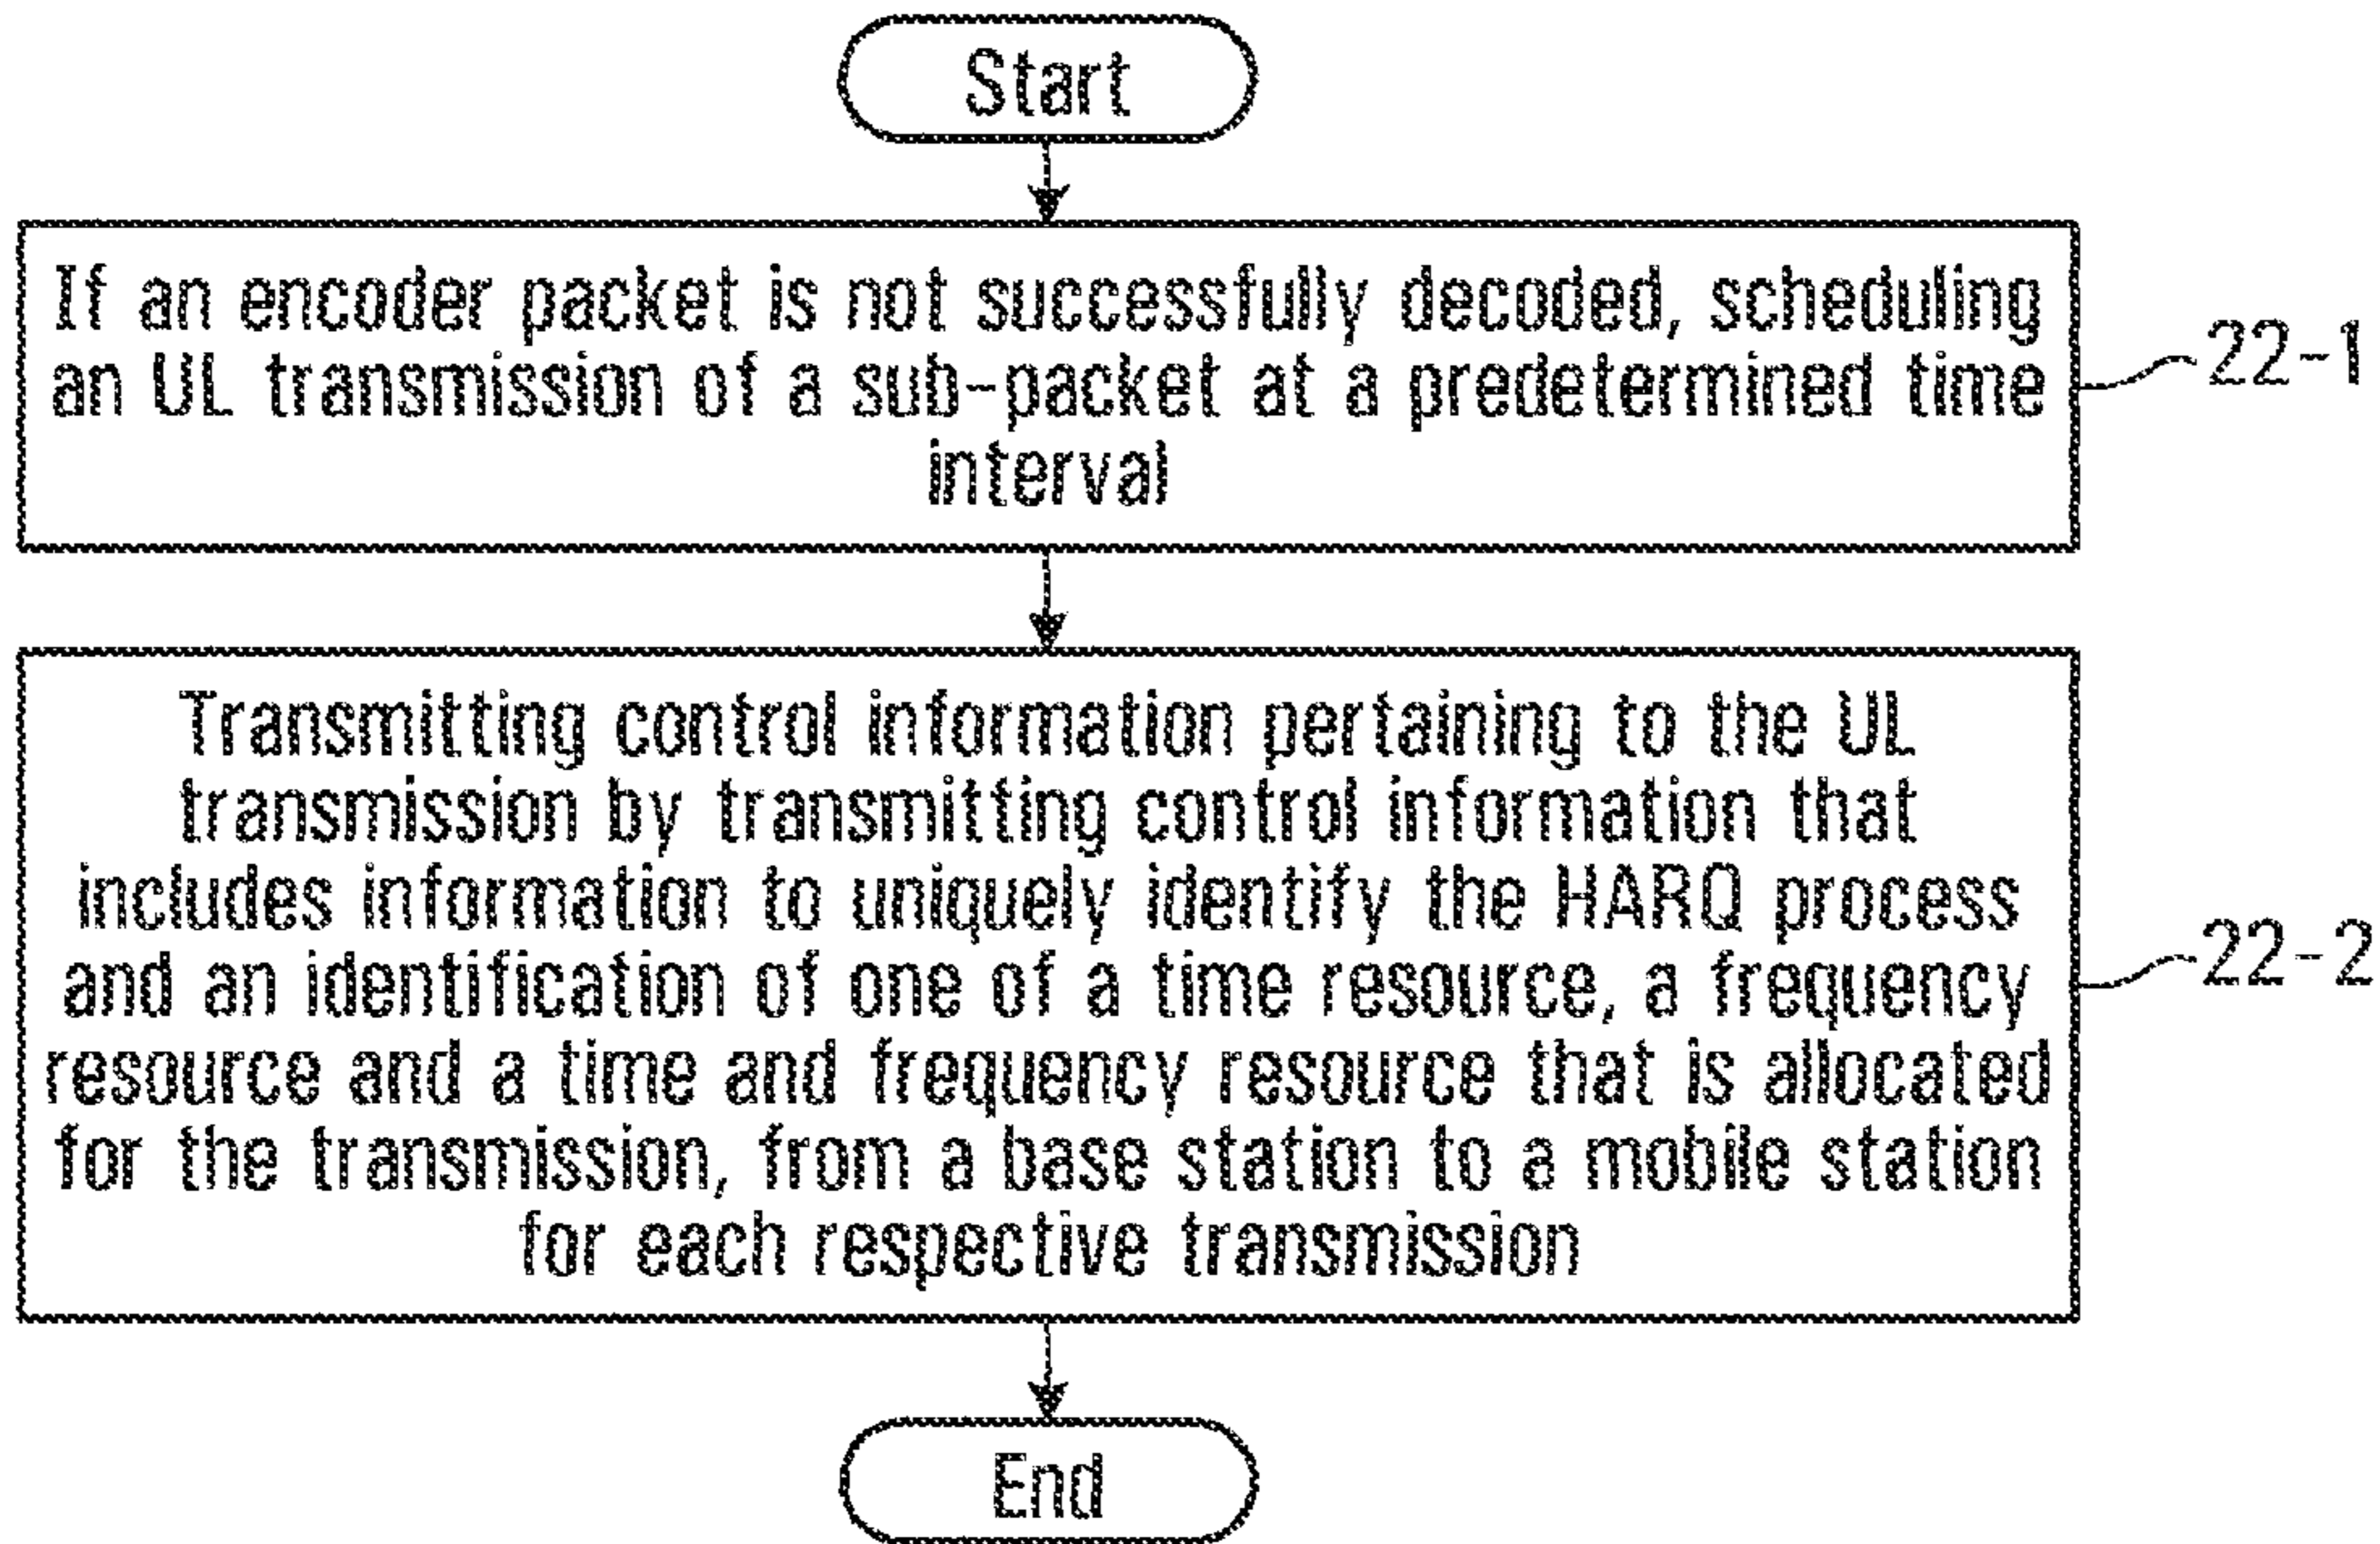 Start
If an encoder packet is not successfully decoded, scheduling
an UL transmission of a sub-packet at a predetermined time
interval
22-1
Transmitting control information pertaining to the UL
transmission by transmitting control information that
includes information to uniquely identify the HARQ process
and an identification of one of a time resource, a frequency
resource and a time and frequency resource that is allocated
for the transmission, from a base station to a mobile station
for each respective transmission
22-2
End